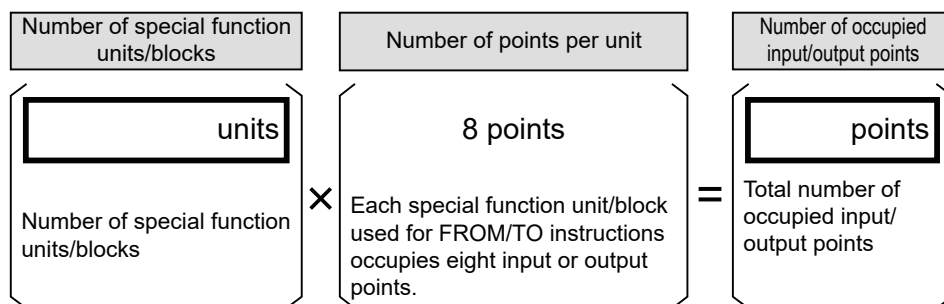 Number of special function
units/blocks
Number of points per unit
Number of occupied
input/output points
units
8 points
points
Number of special function
units/blocks
×
Each special function unit/block
used for FROM/TO instructions
occupies eight input or output
points.
=
Total number of
occupied input/
output points